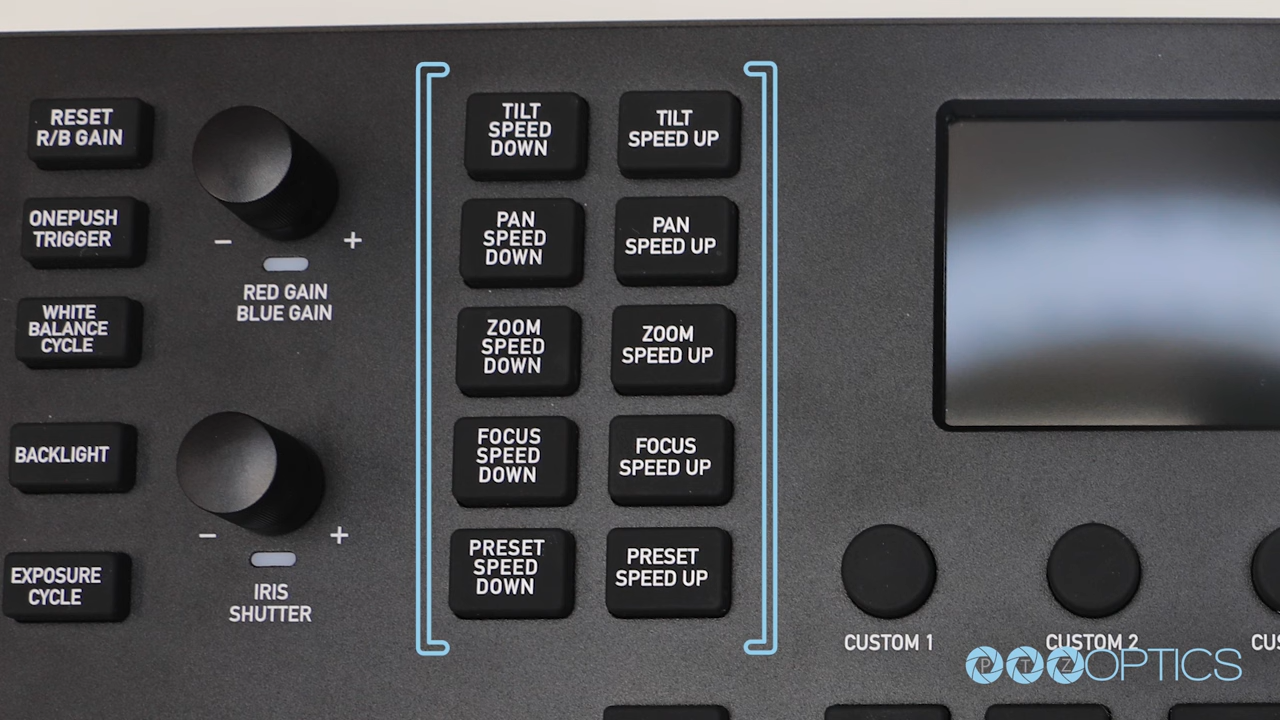 RESET
R/B GAIN
ONEPUSH
TRIGGER
WHITE
BALANCE
CYCLE
BACKLIGHT
EXPOSURE
CYCLE
− +
RED GAIN
BLUE GAIN
− +
IRIS
SHUTTER
TILT
SPEED
DOWN
TILT
SPEED UP
PAN
SPEED
DOWN
PAN
SPEED UP
ZOOM
SPEED
DOWN
ZOOM
SPEED UP
FOCUS
SPEED
DOWN
FOCUS
SPEED UP
PRESET
SPEED
DOWN
PRESET
SPEED UP
CUSTOM 1
CUSTOM 2
PTZOPTICS